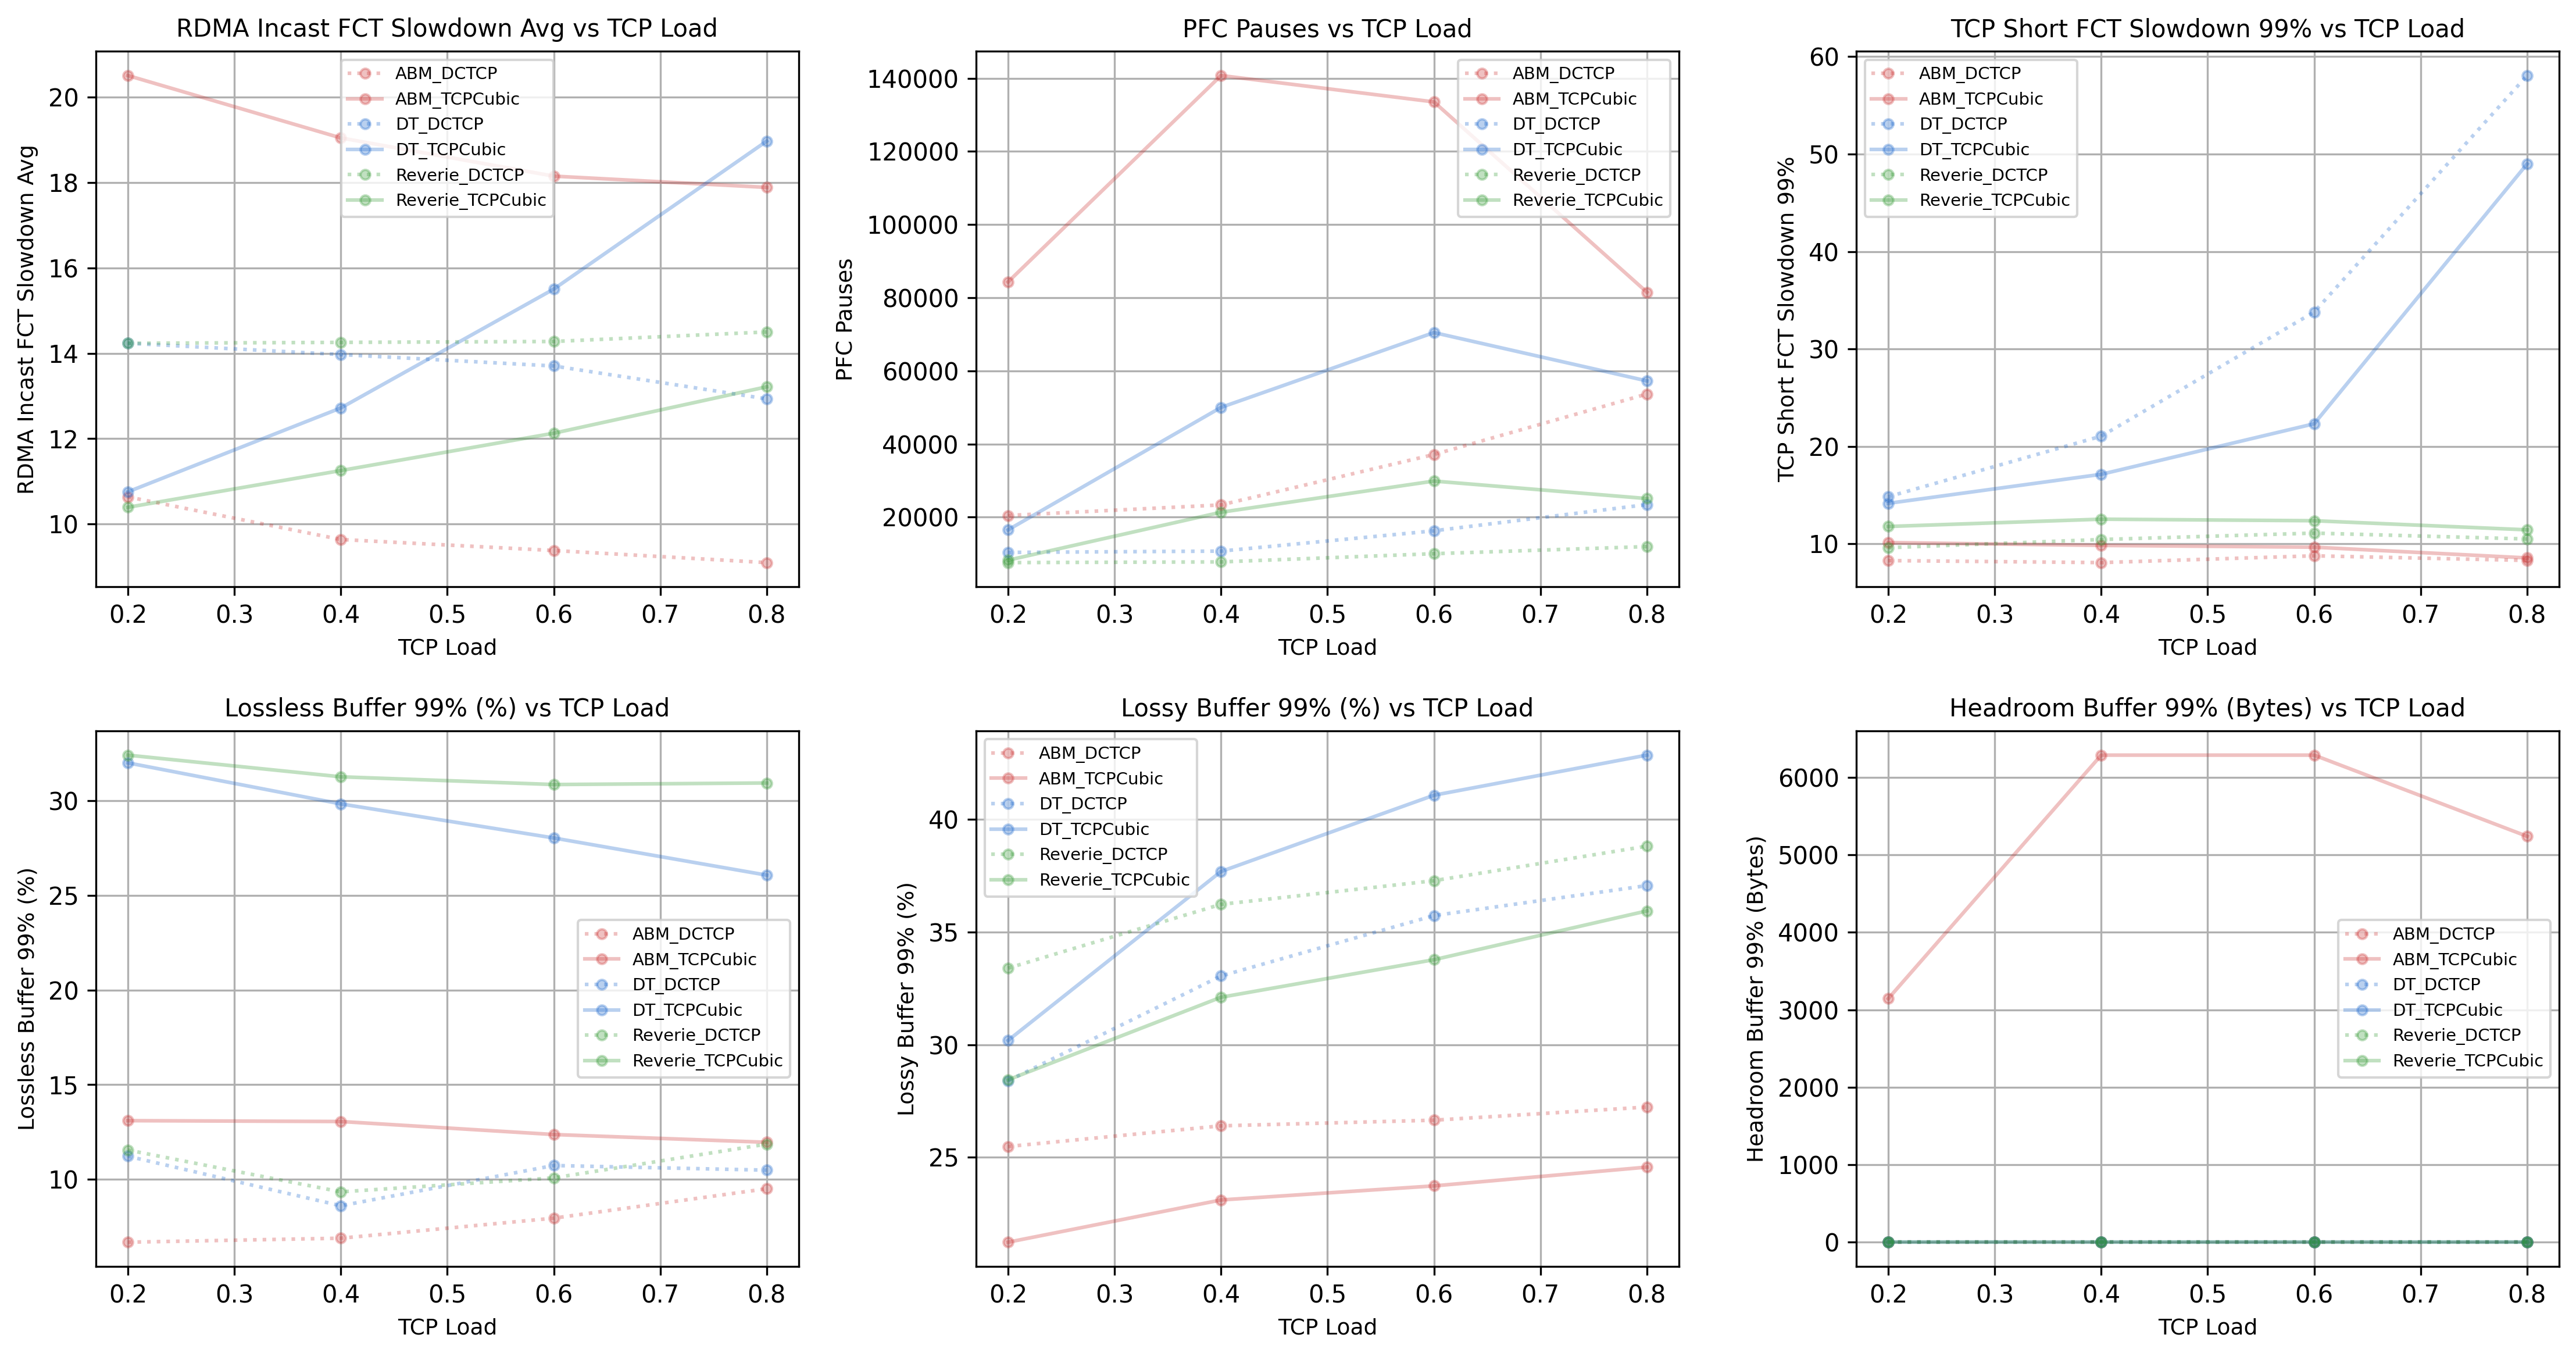 RDMA Incast FCT Slowdown Avg vs TCP Load
RDMA Incast FCT Slowdown Avg
20
18
16
14
12
10
ABM_DCTCP
ABM_TCPCubic
DT_DCTCP
DT_TCPCubic
Reverie_DCTCP
Reverie_TCPCubic
0.2 0.3 0.4 0.5 0.6 0.7 0.8
TCP Load
PFC Pauses vs TCP Load
PFC Pauses
140000
120000
100000
80000
60000
40000
20000
ABM_DCTCP
ABM_TCPCubic
DT_DCTCP
DT_TCPCubic
Reverie_DCTCP
Reverie_TCPCubic
0.2 0.3 0.4 0.5 0.6 0.7 0.8
TCP Load
TCP Short FCT Slowdown 99% vs TCP Load
TCP Short FCT Slowdown 99%
60
50
40
30
20
10
ABM_DCTCP
ABM_TCPCubic
DT_DCTCP
DT_TCPCubic
Reverie_DCTCP
Reverie_TCPCubic
0.2 0.3 0.4 0.5 0.6 0.7 0.8
TCP Load
Lossless Buffer 99% (%) vs TCP Load
Lossless Buffer 99% (%)
30
25
20
15
10
ABM_DCTCP
ABM_TCPCubic
DT_DCTCP
DT_TCPCubic
Reverie_DCTCP
Reverie_TCPCubic
0.2 0.3 0.4 0.5 0.6 0.7 0.8
TCP Load
Lossy Buffer 99% (%) vs TCP Load
Lossy Buffer 99% (%)
40
35
30
25
ABM_DCTCP
ABM_TCPCubic
DT_DCTCP
DT_TCPCubic
Reverie_DCTCP
Reverie_TCPCubic
0.2 0.3 0.4 0.5 0.6 0.7 0.8
TCP Load
Headroom Buffer 99% (Bytes) vs TCP Load
Headroom Buffer 99% (Bytes)
6000
5000
4000
3000
2000
1000
0
ABM_DCTCP
ABM_TCPCubic
DT_DCTCP
DT_TCPCubic
Reverie_DCTCP
Reverie_TCPCubic
0.2 0.3 0.4 0.5 0.6 0.7 0.8
TCP Load